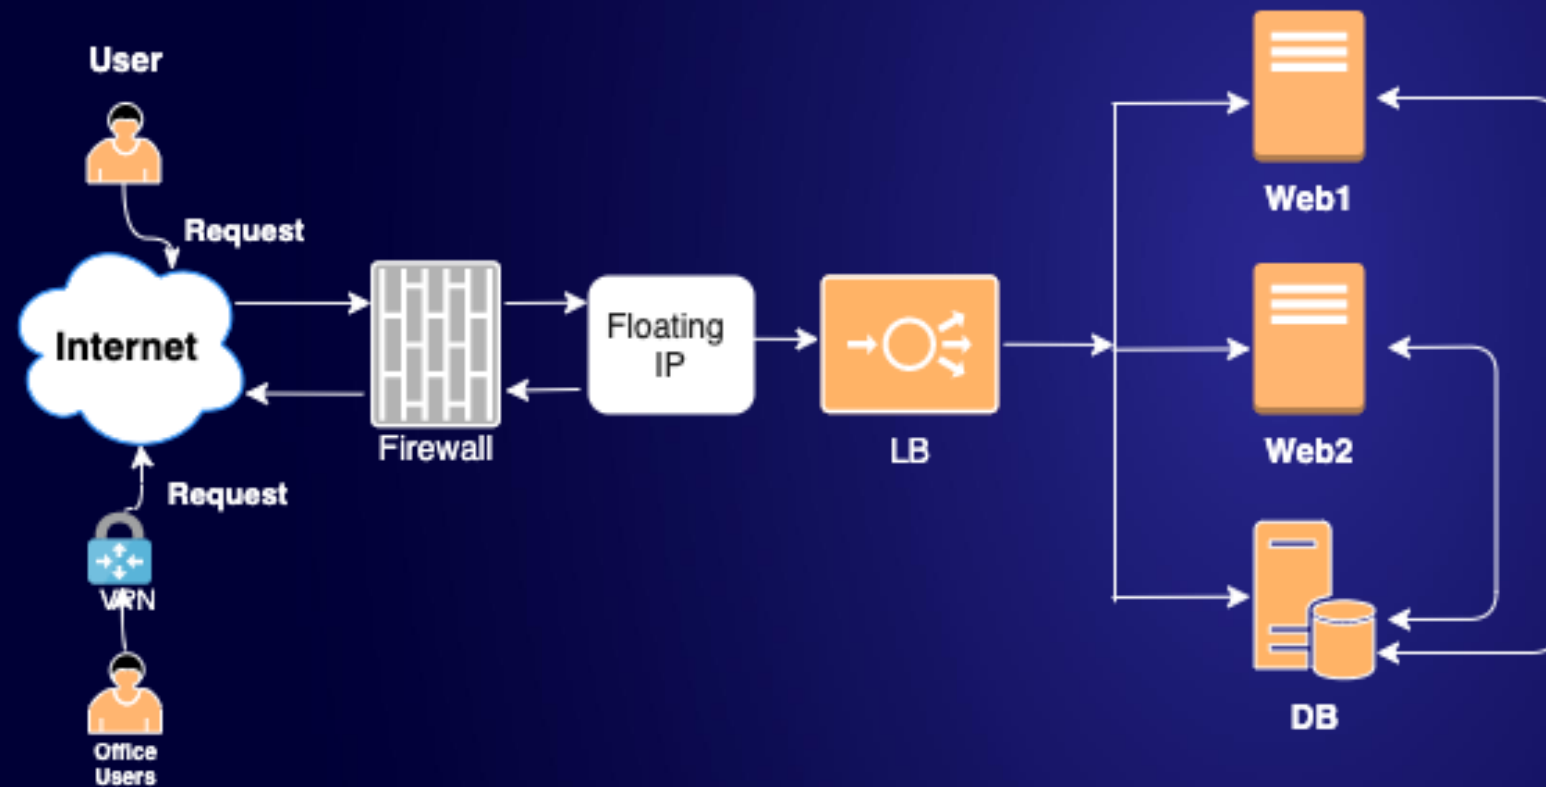 User
Request
Internet
Firewall
Floating
IP
LB
Web1
Web2
DB
Request
VPN
Office
Users